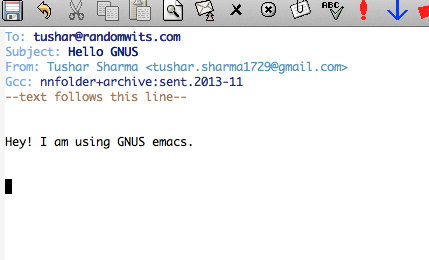 ABC
To: tushar@randomwits.com
Subject: Hello GNUS
From: Tushar Sharma <tushar.sharma1729@gmail.com>
Gcc: nnfolder+archive:sent.2013-11
--text follows this line--
Hey! I am using GNUS emacs.